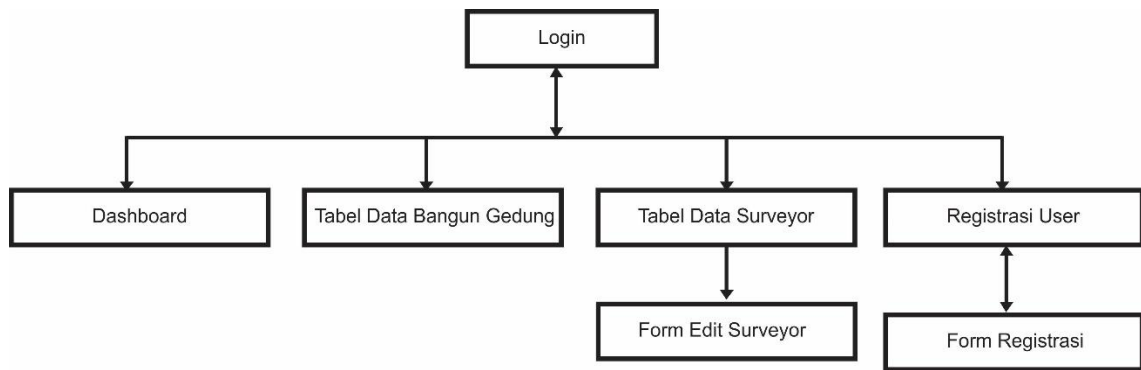 Login
Dashboard
Tabel Data Bangun Gedung
Tabel Data Surveyor
Registrasi User
Form Edit Surveyor
Form Registrasi